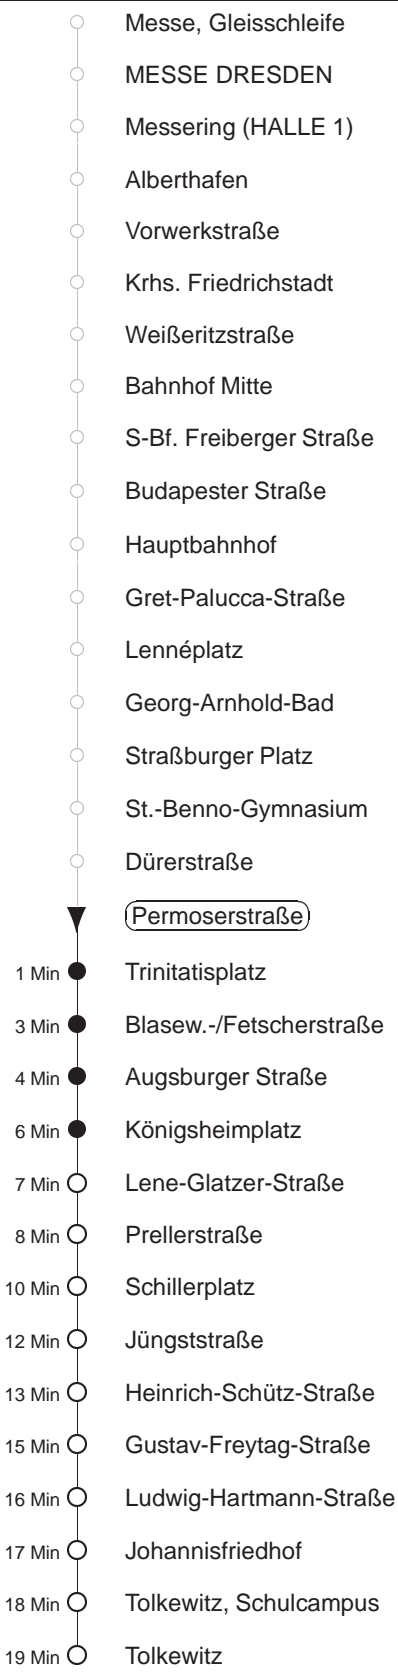 Messe, Gleisschleife
MESSE DRESDEN
Messering (HALLE 1)
Alberthafen
Vorwerkstraße
Krhs. Friedrichstadt
Weißeritzstraße
Bahnhof Mitte
S-Bf. Freiberger Straße
Budapester Straße
Hauptbahnhof
Gret-Palucca-Straße
Lennéplatz
Georg-Arnhold-Bad
Straßburger Platz
St.-Benno-Gymnasium
Dürerstraße
Permoserstraße
1 Min Trinitatisplatz
3 Min Blasew.-/Fetscherstraße
4 Min Augsburger Straße
6 Min Königsheimplatz
7 Min Lene-Glatzer-Straße
8 Min Prellerstraße
10 Min Schillerplatz
12 Min Jüngststraße
13 Min Heinrich-Schütz-Straße
15 Min Gustav-Freytag-Straße
16 Min Ludwig-Hartmann-Straße
17 Min Johannisfriedhof
18 Min Tolkewitz, Schulcampus
19 Min Tolkewitz